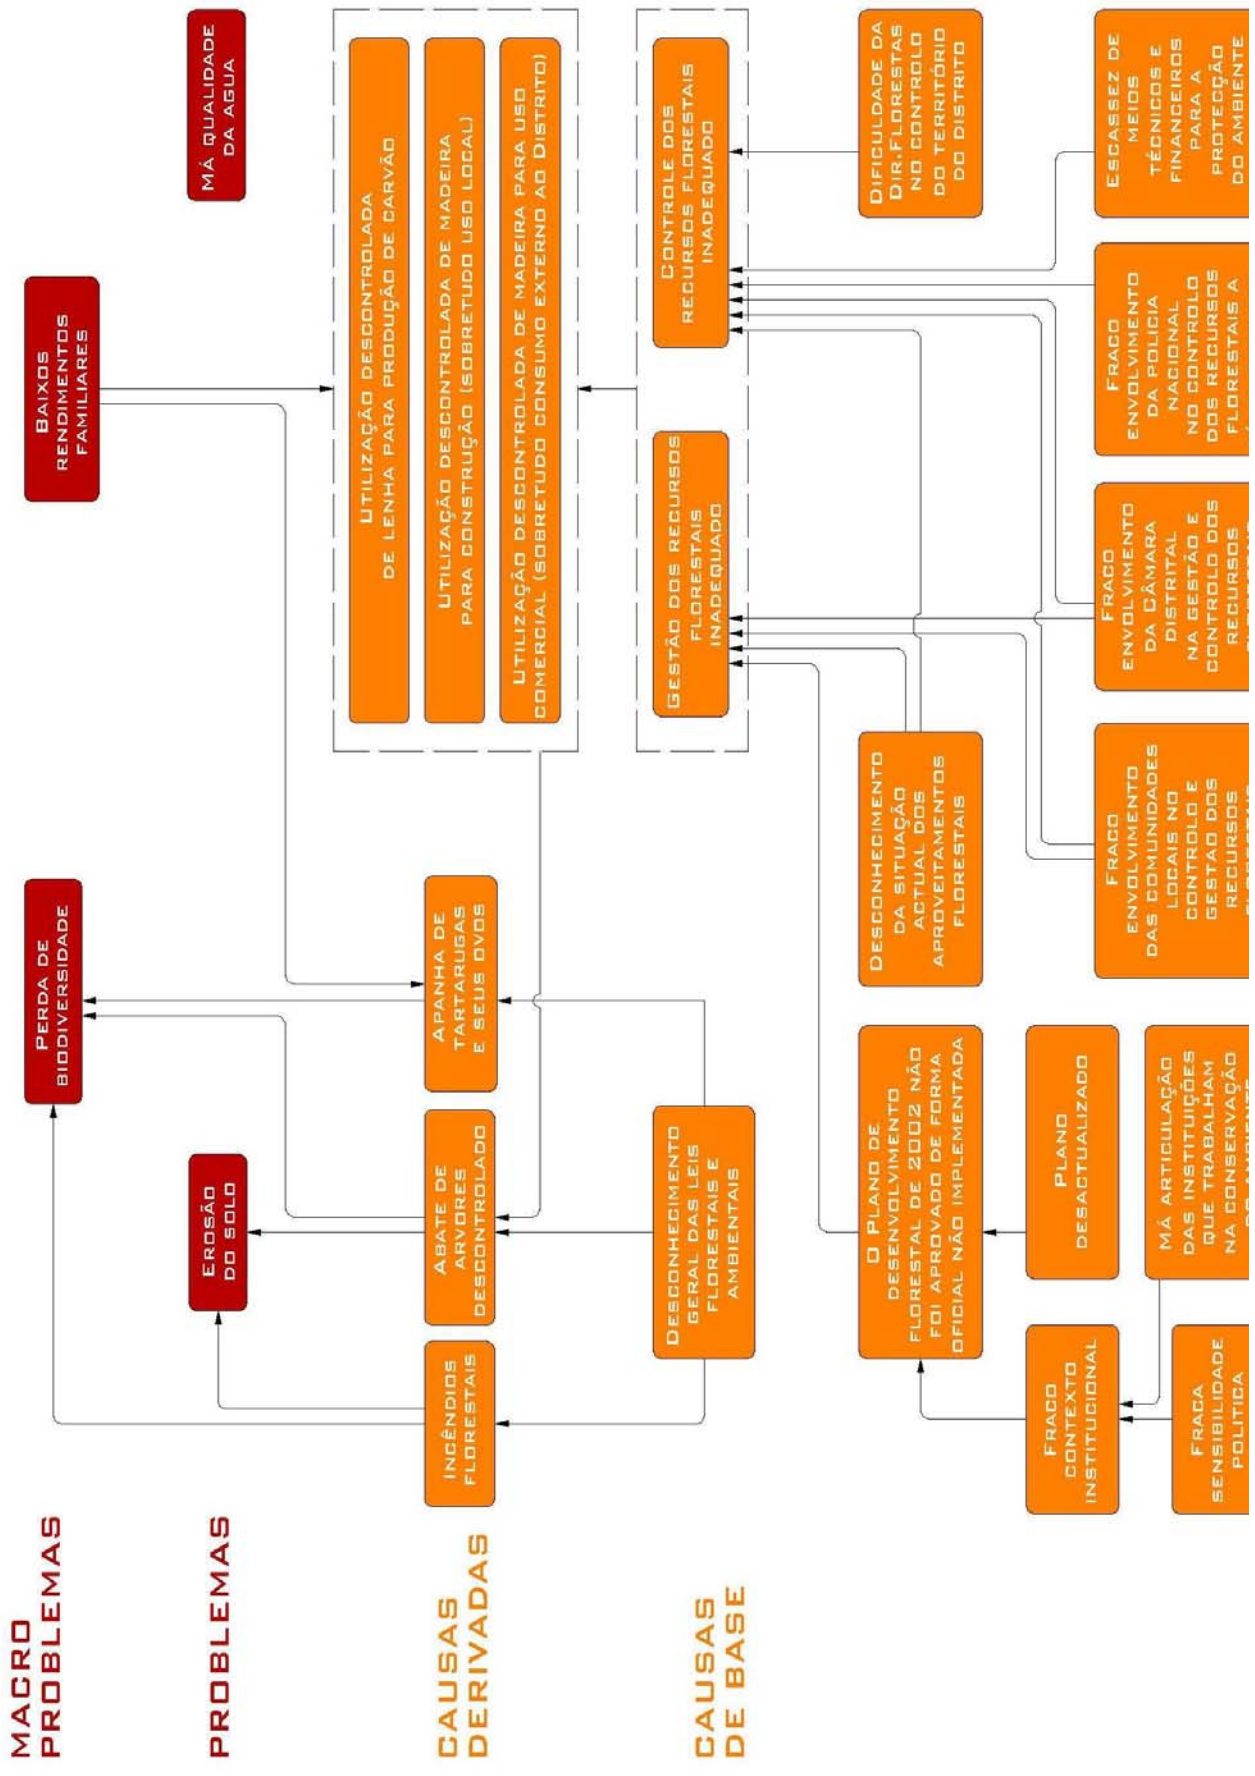 MACRO
PROBLEMAS
PERDA DE
BIODIVERSIDADE
BAIXOS
RENDIMENTOS
FAMILIARES
PROBLEMAS
EROSÃO
DO SOLO
MÁ QUALIDADE
DA AGUA
CAUSAS
DERIVADAS
INCÊNDIOS
FLORESTAIS
ABATE DE
ARVORES
DESCONTROLADO
APANHA DE
TARTARUGAS
E SEUS OVOS
UTILIZAÇÃO DESCONTROLADA
DE LENHA PARA PRODUÇÃO DE CARVÃO
UTILIZAÇÃO DESCONTROLADA DE MADEIRA
PARA CONSTRUÇÃO (SOBRETUDO USO LOCAL)
UTILIZAÇÃO DESCONTROLADA DE MADEIRA PARA USO
COMERCIAL (SOBRETUDO CONSUMO EXTERNO AO DISTRITO)
CAUSAS
DE BASE
DESCONHECIMENTO
GERAL DAS LEIS
FLORESTAIS E
AMBIENTAIS
GESTÃO DOS RECURSOS
FLORESTAIS
INADEQUADO
CONTROLE DOS
RECURSOS FLORESTAIS
INADEQUADO
O PLANO DE
DESENVOLVIMENTO
FLORESTAL DE 2002 NÃO
FOI APROVADO DE FORMA
OFICIAL NÃO IMPLEMENTADA
DESCONHECIMENTO
DA SITUAÇÃO
ACTUAL DOS
APROVEITAMENTOS
FLORESTAIS
DIFICULDADE DA
DIR.FLORESTAS
NO CONTROLO
DO TERRITÓRIO
DO DISTRITO
FRACO
CONTEXTO
INSTITUCIONAL
PLANO
DESACTUALIZADO
FRACO
ENVOLVIMENTO
DAS COMUNIDADES
LOCAIS NO
CONTROLO E
GESTAO DOS
RECURSOS
FRACO
ENVOLVIMENTO
DA CÂMARA
DISTRITAL
NA GESTÃO E
CONTROLO DOS
RECURSOS
FRACO
ENVOLVIMENTO
DA POLICIA
NACIONAL
NO CONTROLO
DOS RECURSOS
FLORESTAIS A
ESCASSEZ DE
MEIOS
TÉCNICOS E
FINANCEIROS
PARA A
PROTECÇÃO
DO AMBIENTE
FRACA
SENSIBILIDADE
POLITICA
MÁ ARTICULAÇÃO
DAS INSTITUIÇÕES
QUE TRABALHAM
NA CONSERVAÇÃO